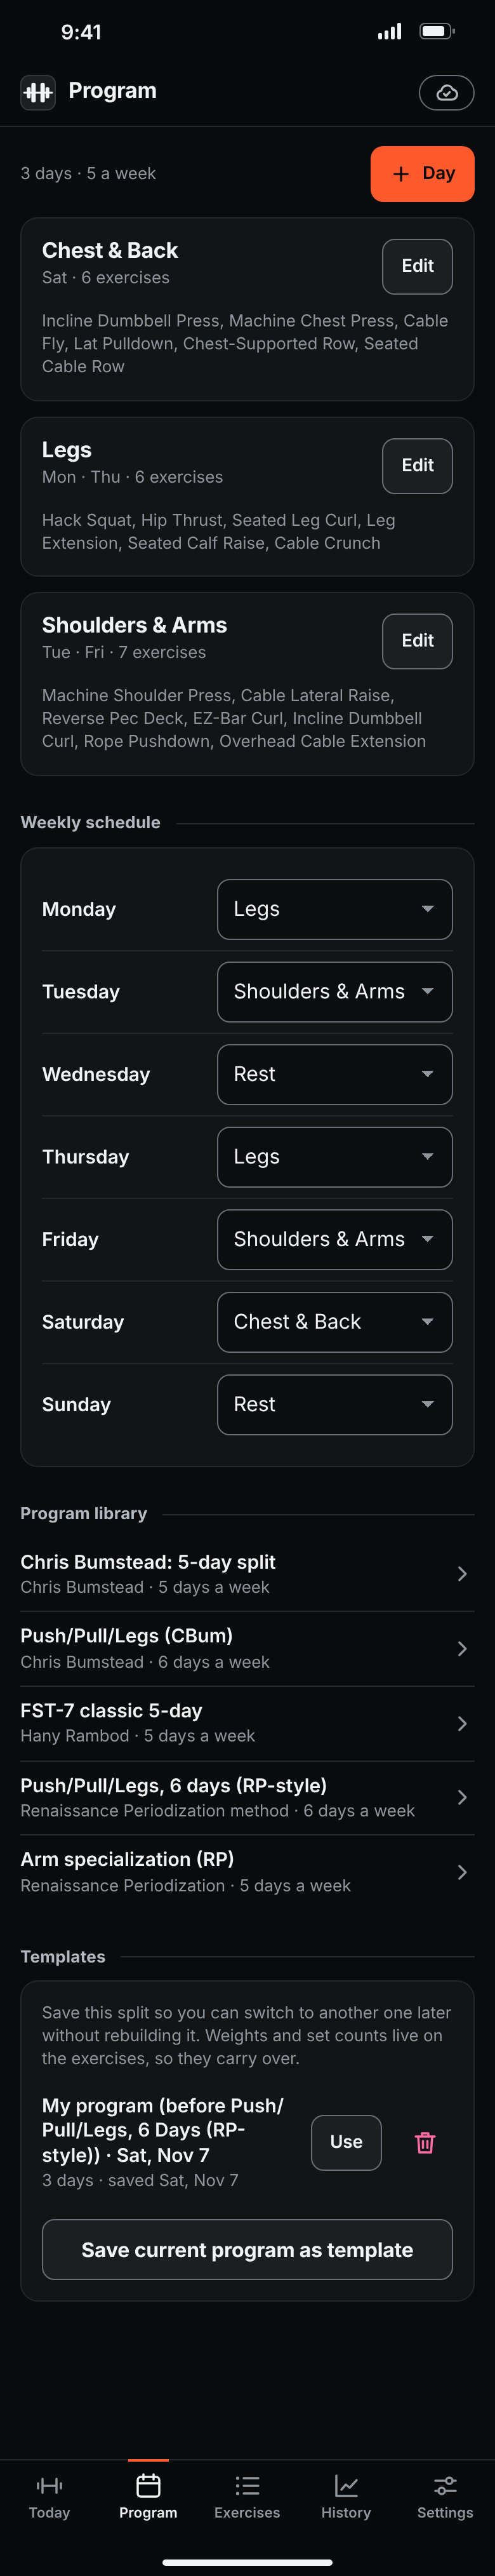 9:41
Program
3 days · 5 a week
+ Day
Chest & Back
Sat · 6 exercises
Edit
Incline Dumbbell Press, Machine Chest Press, Cable
Fly, Lat Pulldown, Chest-Supported Row, Seated
Cable Row
Legs
Mon · Thu · 6 exercises
Edit
Hack Squat, Hip Thrust, Seated Leg Curl, Leg
Extension, Seated Calf Raise, Cable Crunch
Shoulders & Arms
Tue · Fri · 7 exercises
Edit
Machine Shoulder Press, Cable Lateral Raise,
Reverse Pec Deck, EZ-Bar Curl, Incline Dumbbell
Curl, Rope Pushdown, Overhead Cable Extension
Weekly schedule
Monday Legs
Tuesday Shoulders & Arms
Wednesday Rest
Thursday Legs
Friday Shoulders & Arms
Saturday Chest & Back
Sunday Rest
Program library
Chris Bumstead: 5-day split
Chris Bumstead · 5 days a week
Push/Pull/Legs (CBum)
Chris Bumstead · 6 days a week
FST-7 classic 5-day
Hany Rambod · 5 days a week
Push/Pull/Legs, 6 days (RP-style)
Renaissance Periodization method · 6 days a week
Arm specialization (RP)
Renaissance Periodization · 5 days a week
Templates
Save this split so you can switch to another one later
without rebuilding it. Weights and set counts live on
the exercises, so they carry over.
My program (before Push/
Pull/Legs, 6 Days (RP-
style)) · Sat, Nov 7
3 days · saved Sat, Nov 7
Use
Save current program as template
Today Program Exercises History Settings